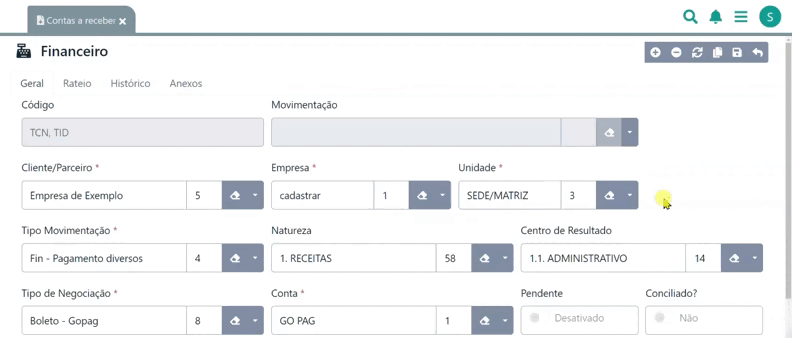 Contas a receber
S
Financeiro
Geral Rateio Histórico Anexos
Código Movimentação
TCN, TID
Cliente/Parceiro * Empresa * Unidade *
Empresa de Exemplo 5 cadastrar 1 SEDE/MATRIZ 3
Tipo Movimentação * Natureza Centro de Resultado
Fin - Pagamento diversos 4 1. RECEITAS 58 1.1. ADMINISTRATIVO 14
Tipo de Negociação * Conta * Pendente Conciliado?
Boleto - Gopag 8 GO PAG 1 Desativado Não